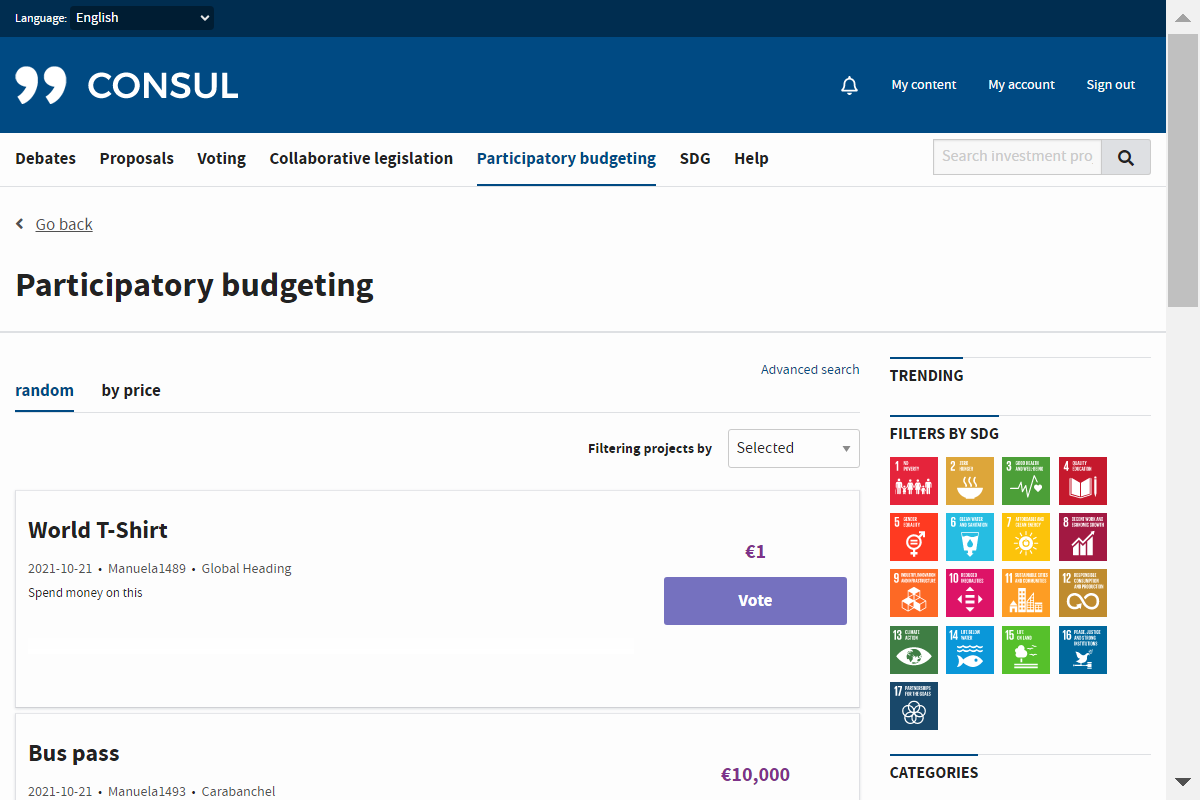 Language: English
CONSUL
My content My account Sign out
Debates Proposals Voting Collaborative legislation Participatory budgeting SDG Help
Search investment pro
Go back
Participatory budgeting
random by price
Advanced search
Filtering projects by Selected
World T-Shirt
2021-10-21 • Manuela1489 • Global Heading
Spend money on this
€1
Vote
Bus pass
2021-10-21 • Manuela1493 • Carabanchel
€10,000
TRENDING
FILTERS BY SDG
1 NO POVERTY
2 ZERO HUNGER
3 GOOD HEALTH AND WELL-BEING
4 QUALITY EDUCATION
5 GENDER EQUALITY
6 CLEAN WATER AND SANITATION
7 AFFORDABLE AND CLEAN ENERGY
8 DECENT WORK AND ECONOMIC GROWTH
9 INDUSTRY, INNOVATION AND INFRASTRUCTURE
10 REDUCED INEQUALITIES
11 SUSTAINABLE CITIES AND COMMUNITIES
12 RESPONSIBLE CONSUMPTION AND PRODUCTION
13 CLIMATE ACTION
14 LIFE BELOW WATER
15 LIFE ON LAND
16 PEACE, JUSTICE AND STRONG INSTITUTIONS
17 PARTNERSHIPS FOR THE GOALS
CATEGORIES